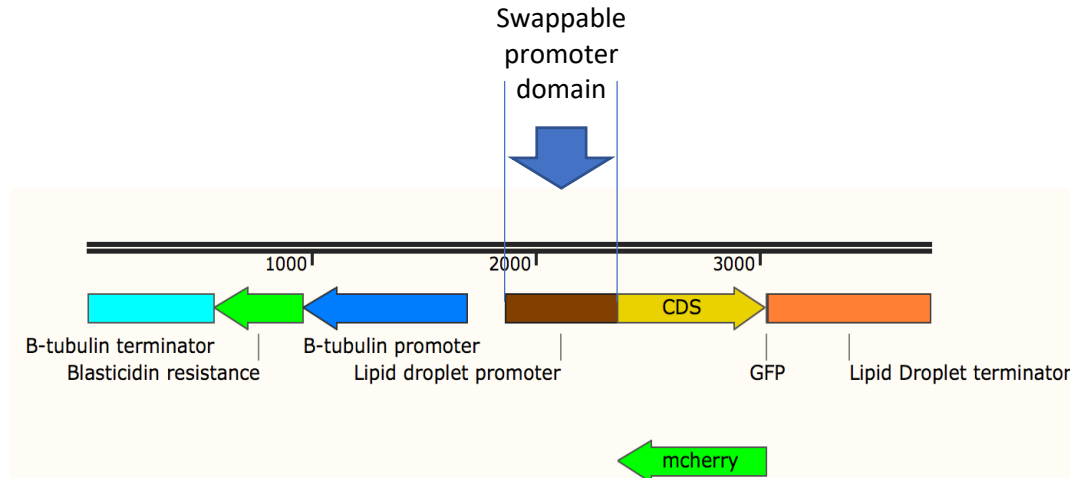 Swappable
promoter
domain
1000
2000
3000
CDS
B-tubulin terminator
B-tubulin promoter
Blasticidin resistance
Lipid droplet promoter
GFP
Lipid Droplet terminator
mcherry